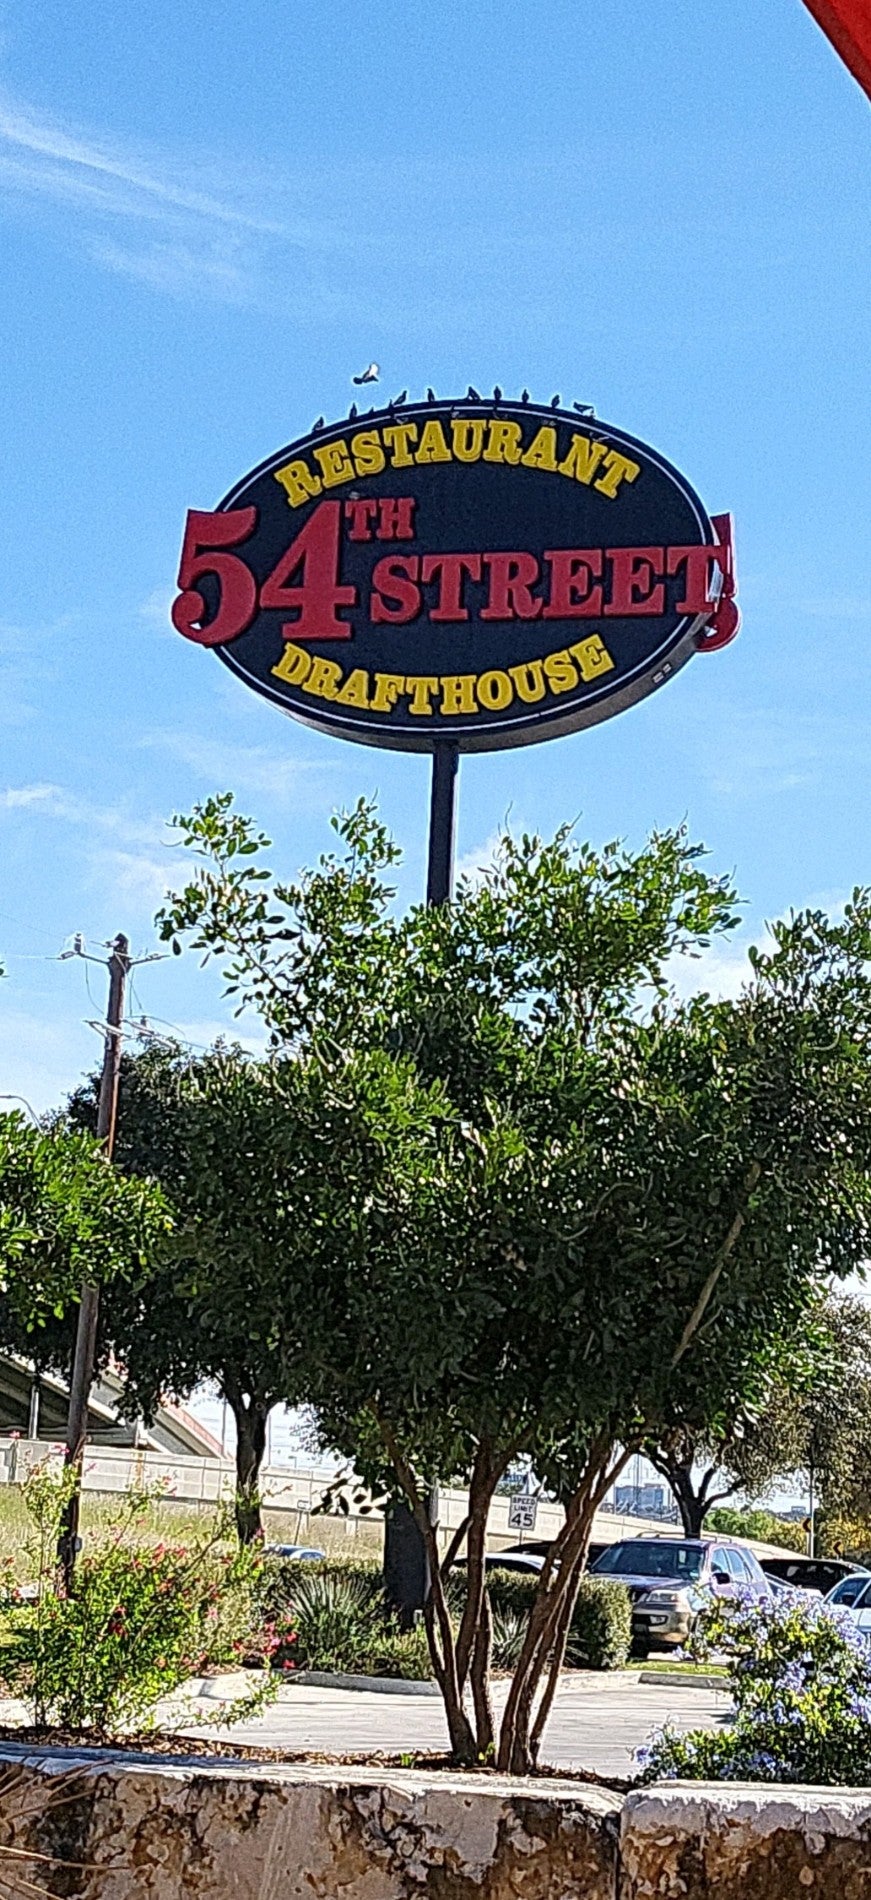 RESTAURANT
54TH STREET
DRAFTHOUSE
SPEED
LIMIT
45